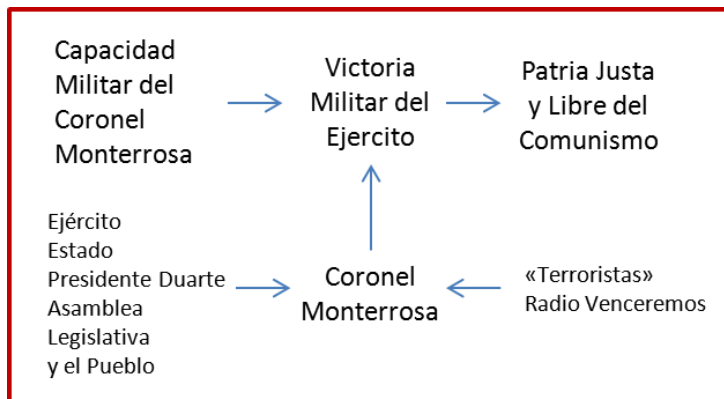 Capacidad
Militar del
Coronel
Monterrosa
Victoria
Militar del
Ejercito
Patria Justa
y Libre del
Comunismo
Ejército
Estado
Presidente Duarte
Asamblea
Legislativa
y el Pueblo
Coronel
Monterrosa
«Terroristas»
Radio Venceremos